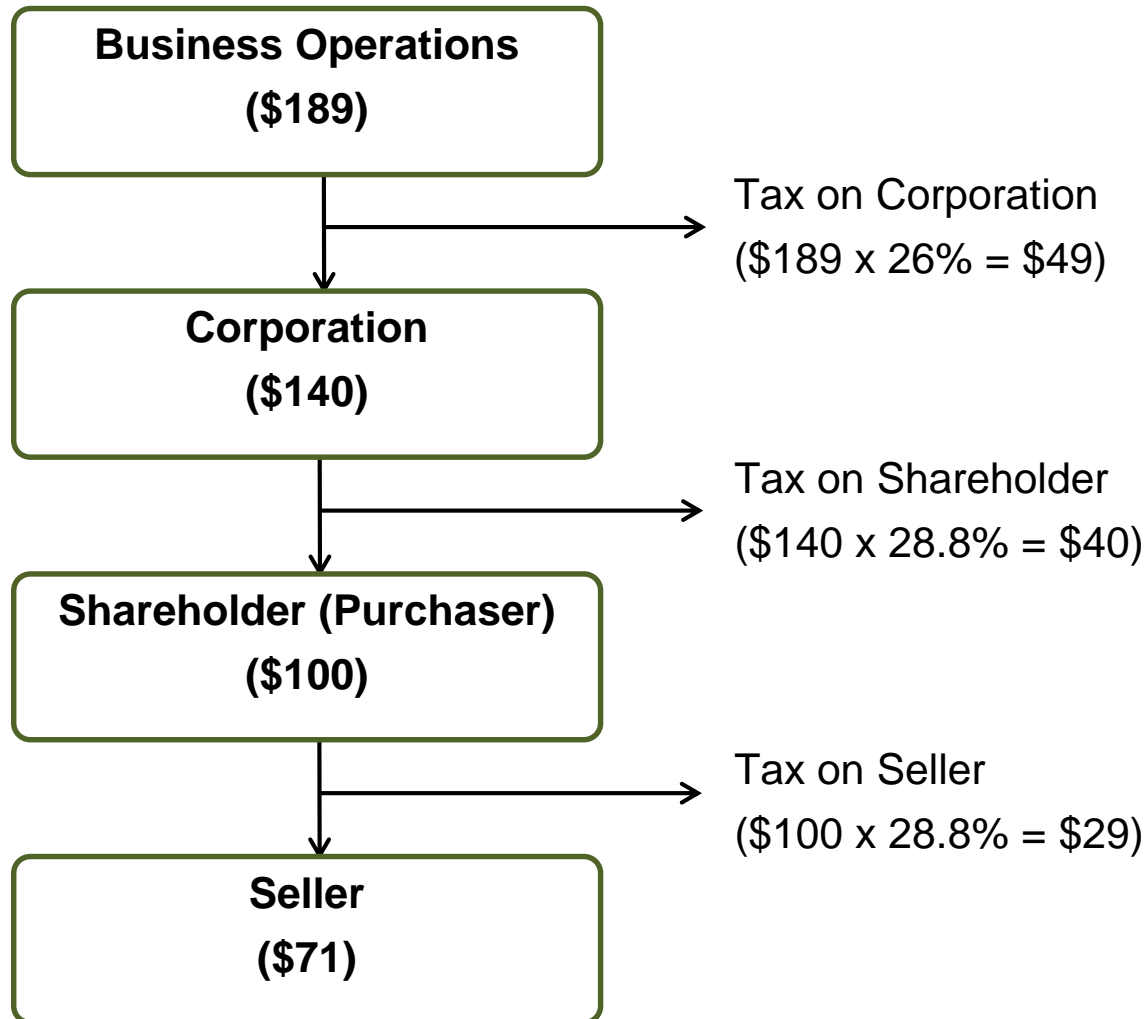 Business Operations
($189)
Tax on Corporation
($189 x 26% = $49)
Corporation
($140)
Tax on Shareholder
($140 x 28.8% = $40)
Shareholder (Purchaser)
($100)
Tax on Seller
($100 x 28.8% = $29)
Seller
($71)